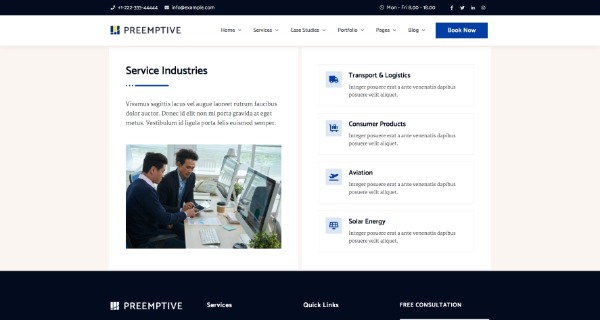 +1-222-333-44444
info@example.com
Mon - Fri 8.00 - 18.00
PREEMPTIVE
Home
Services
Case Studies
Portfolio
Pages
Blog
Book Now
Service Industries
Vivamus sagittis lacus vel augue laoreet rutrum faucibus
dolor auctor. Donec id elit non mi porta gravida at eget
metus. Vestibulum id ligula porta felis euismod semper.
Transport & Logistics
Integer posuere erat a ante venenatis dapibus
posuere velit aliquet.
Consumer Products
Integer posuere erat a ante venenatis dapibus
posuere velit aliquet.
Aviation
Integer posuere erat a ante venenatis dapibus
posuere velit aliquet.
Solar Energy
Integer posuere erat a ante venenatis dapibus
posuere velit aliquet.
PREEMPTIVE
Services
Quick Links
FREE CONSULTATION